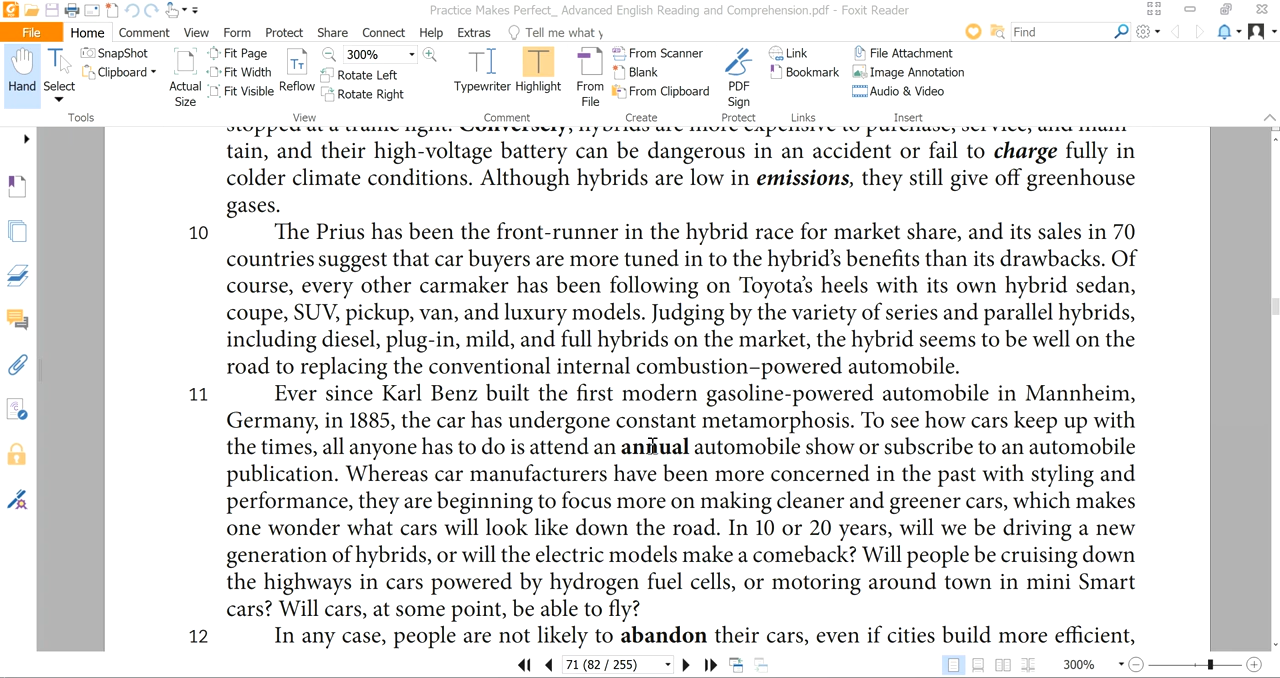 Practice Makes Perfect_ Advanced English Reading and Comprehension.pdf - Foxit Reader
File Home Comment View Form Protect Share Connect Help Extras Tell me what y Find
Hand Select SnapShot Clipboard Actual Size Fit Page Fit Width Fit Visible Reflow 300% Rotate Left Rotate Right Typewriter Highlight From File From Scanner Blank From Clipboard PDF Sign Link Bookmark File Attachment Image Annotation Audio & Video
Tools View Comment Create Protect Links Insert
stopped at a traffic light. Conversely, hybrids are more expensive to purchase, service, and main-
tain, and their high-voltage battery can be dangerous in an accident or fail to charge fully in
colder climate conditions. Although hybrids are low in emissions, they still give off greenhouse
gases.
10 The Prius has been the front-runner in the hybrid race for market share, and its sales in 70
countries suggest that car buyers are more tuned in to the hybrid's benefits than its drawbacks. Of
course, every other carmaker has been following on Toyota's heels with its own hybrid sedan,
coupe, SUV, pickup, van, and luxury models. Judging by the variety of series and parallel hybrids,
including diesel, plug-in, mild, and full hybrids on the market, the hybrid seems to be well on the
road to replacing the conventional internal combustion–powered automobile.
11 Ever since Karl Benz built the first modern gasoline-powered automobile in Mannheim,
Germany, in 1885, the car has undergone constant metamorphosis. To see how cars keep up with
the times, all anyone has to do is attend an annual automobile show or subscribe to an automobile
publication. Whereas car manufacturers have been more concerned in the past with styling and
performance, they are beginning to focus more on making cleaner and greener cars, which makes
one wonder what cars will look like down the road. In 10 or 20 years, will we be driving a new
generation of hybrids, or will the electric models make a comeback? Will people be cruising down
the highways in cars powered by hydrogen fuel cells, or motoring around town in mini Smart
cars? Will cars, at some point, be able to fly?
12 In any case, people are not likely to abandon their cars, even if cities build more efficient,
71 (82 / 255) 300%